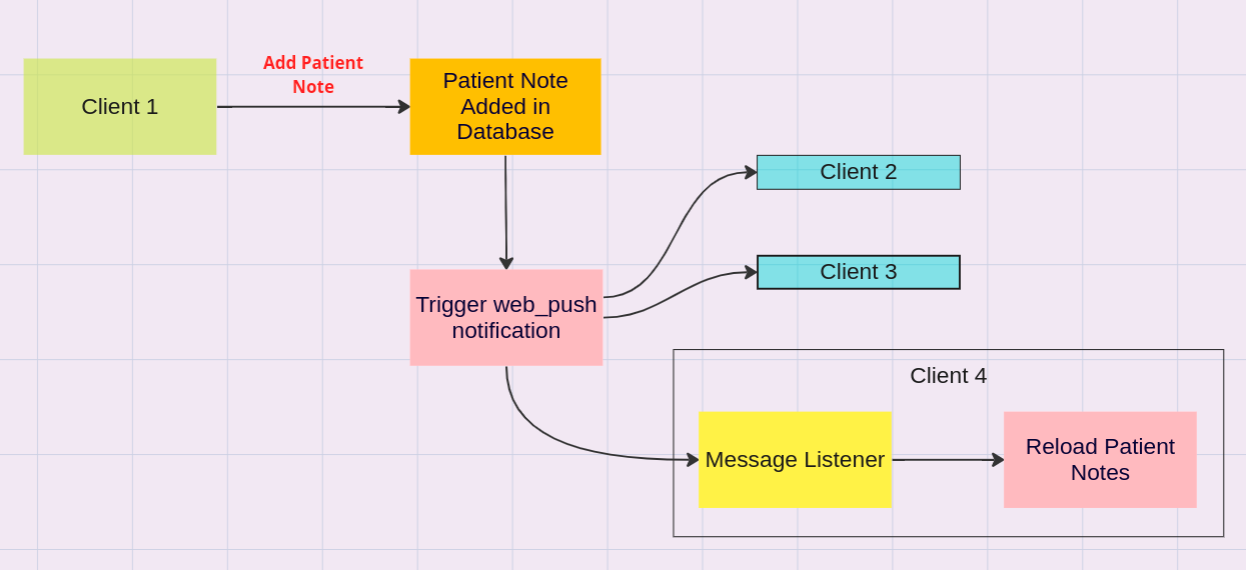 Add Patient
Note
Client 1
Patient Note
Added in
Database
Client 2
Client 3
Trigger web_push
notification
Client 4
Message Listener
Reload Patient
Notes